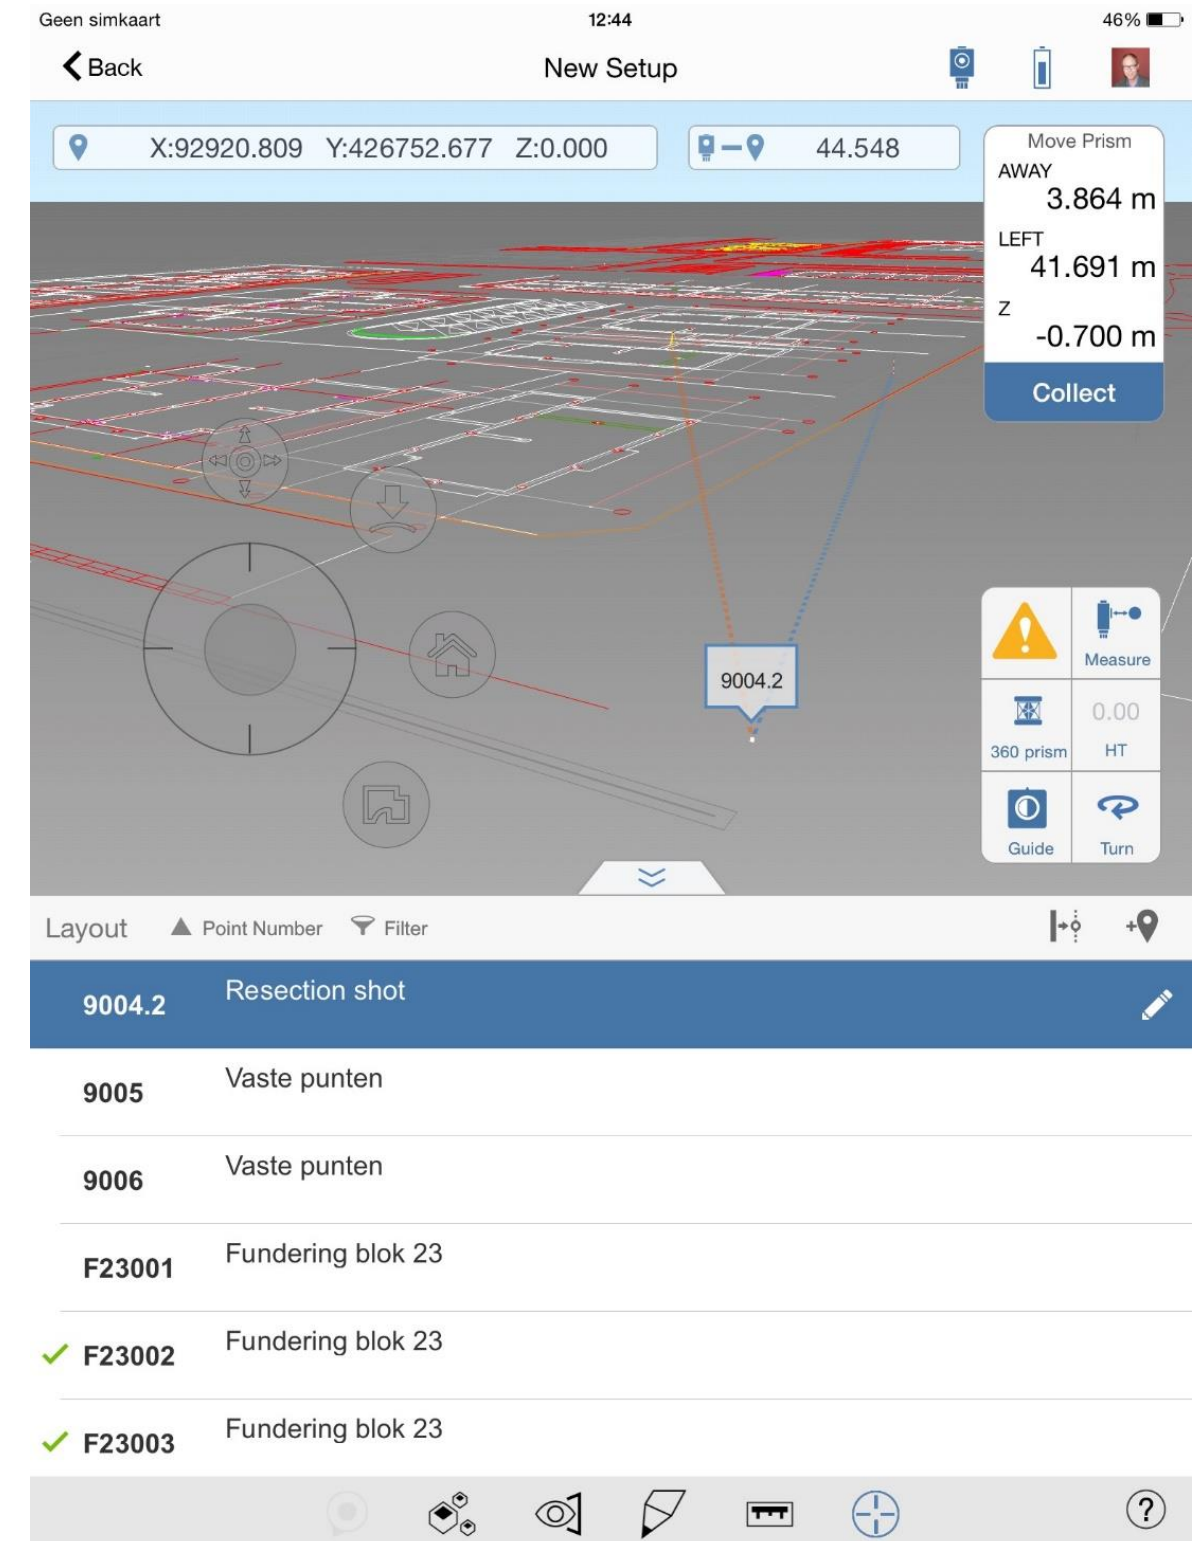 Geen simkaart 12:44 46%
Back New Setup
X:92920.809 Y:426752.677 Z:0.000 44.548
Move Prism
AWAY
3.864 m
LEFT
41.691 m
Z
-0.700 m
Collect
9004.2
Measure
0.00
360 prism HT
Guide Turn
Layout Point Number Filter
9004.2 Resection shot
9005 Vaste punten
9006 Vaste punten
F23001 Fundering blok 23
F23002 Fundering blok 23
F23003 Fundering blok 23